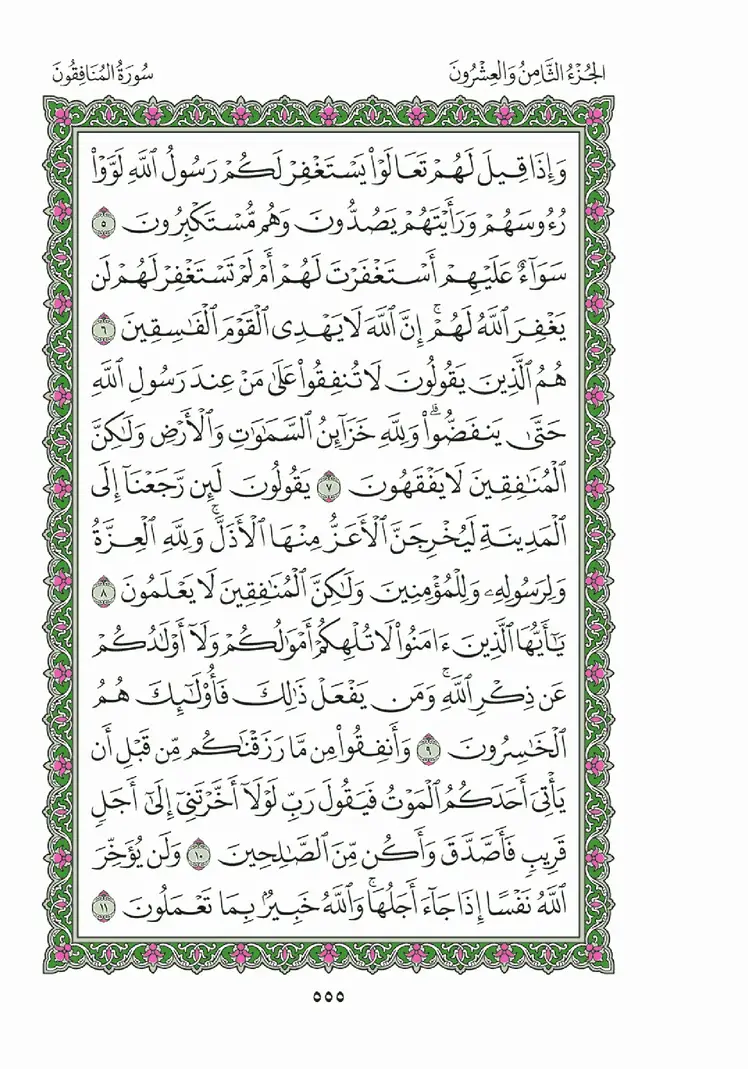 الجُزْءُ الثَّامِنُ وَالعِشْرُونَ
سُورَةُ المُنَافِقُونَ
وَإِذَا قِيلَ لَهُمْ تَعَالَوْا۟ يَسْتَغْفِرْ لَكُمْ رَسُولُ ٱللَّهِ لَوَّوْا۟
رُءُوسَهُمْ وَرَأَيْتَهُمْ يَصُدُّونَ وَهُم مُّسْتَكْبِرُونَ ٥
سَوَآءٌ عَلَيْهِمْ أَسْتَغْفَرْتَ لَهُمْ أَمْ لَمْ تَسْتَغْفِرْ لَهُمْ لَن
يَغْفِرَ ٱللَّهُ لَهُمْ ۚ إِنَّ ٱللَّهَ لَا يَهْدِى ٱلْقَوْمَ ٱلْفَـٰسِقِينَ ٦
هُمُ ٱلَّذِينَ يَقُولُونَ لَا تُنفِقُوا۟ عَلَىٰ مَنْ عِندَ رَسُولِ ٱللَّهِ
حَتَّىٰ يَنفَضُّوا۟ ۗ وَلِلَّهِ خَزَآئِنُ ٱلسَّمَـٰوَٰتِ وَٱلْأَرْضِ وَلَـٰكِنَّ
ٱلْمُنَـٰفِقِينَ لَا يَفْقَهُونَ ٧ يَقُولُونَ لَئِن رَّجَعْنَآ إِلَى
ٱلْمَدِينَةِ لَيُخْرِجَنَّ ٱلْأَعَزُّ مِنْهَا ٱلْأَذَلَّ ۚ وَلِلَّهِ ٱلْعِزَّةُ
وَلِرَسُولِهِۦ وَلِلْمُؤْمِنِينَ وَلَـٰكِنَّ ٱلْمُنَـٰفِقِينَ لَا يَعْلَمُونَ ٨
يَـٰٓأَيُّهَا ٱلَّذِينَ ءَامَنُوا۟ لَا تُلْهِكُمْ أَمْوَٰلُكُمْ وَلَآ أَوْلَـٰدُكُمْ
عَن ذِكْرِ ٱللَّهِ ۚ وَمَن يَفْعَلْ ذَٰلِكَ فَأُو۟لَـٰٓئِكَ هُمُ
ٱلْخَـٰسِرُونَ ٩ وَأَنفِقُوا۟ مِن مَّا رَزَقْنَـٰكُم مِّن قَبْلِ أَن
يَأْتِىَ أَحَدَكُمُ ٱلْمَوْتُ فَيَقُولَ رَبِّ لَوْلَآ أَخَّرْتَنِىٓ إِلَىٰٓ أَجَلٍ
قَرِيبٍ فَأَصَّدَّقَ وَأَكُن مِّنَ ٱلصَّـٰلِحِينَ ١٠ وَلَن يُؤَخِّرَ
ٱللَّهُ نَفْسًا إِذَا جَآءَ أَجَلُهَا ۚ وَٱللَّهُ خَبِيرٌۢ بِمَا تَعْمَلُونَ ١١
٥٥٥